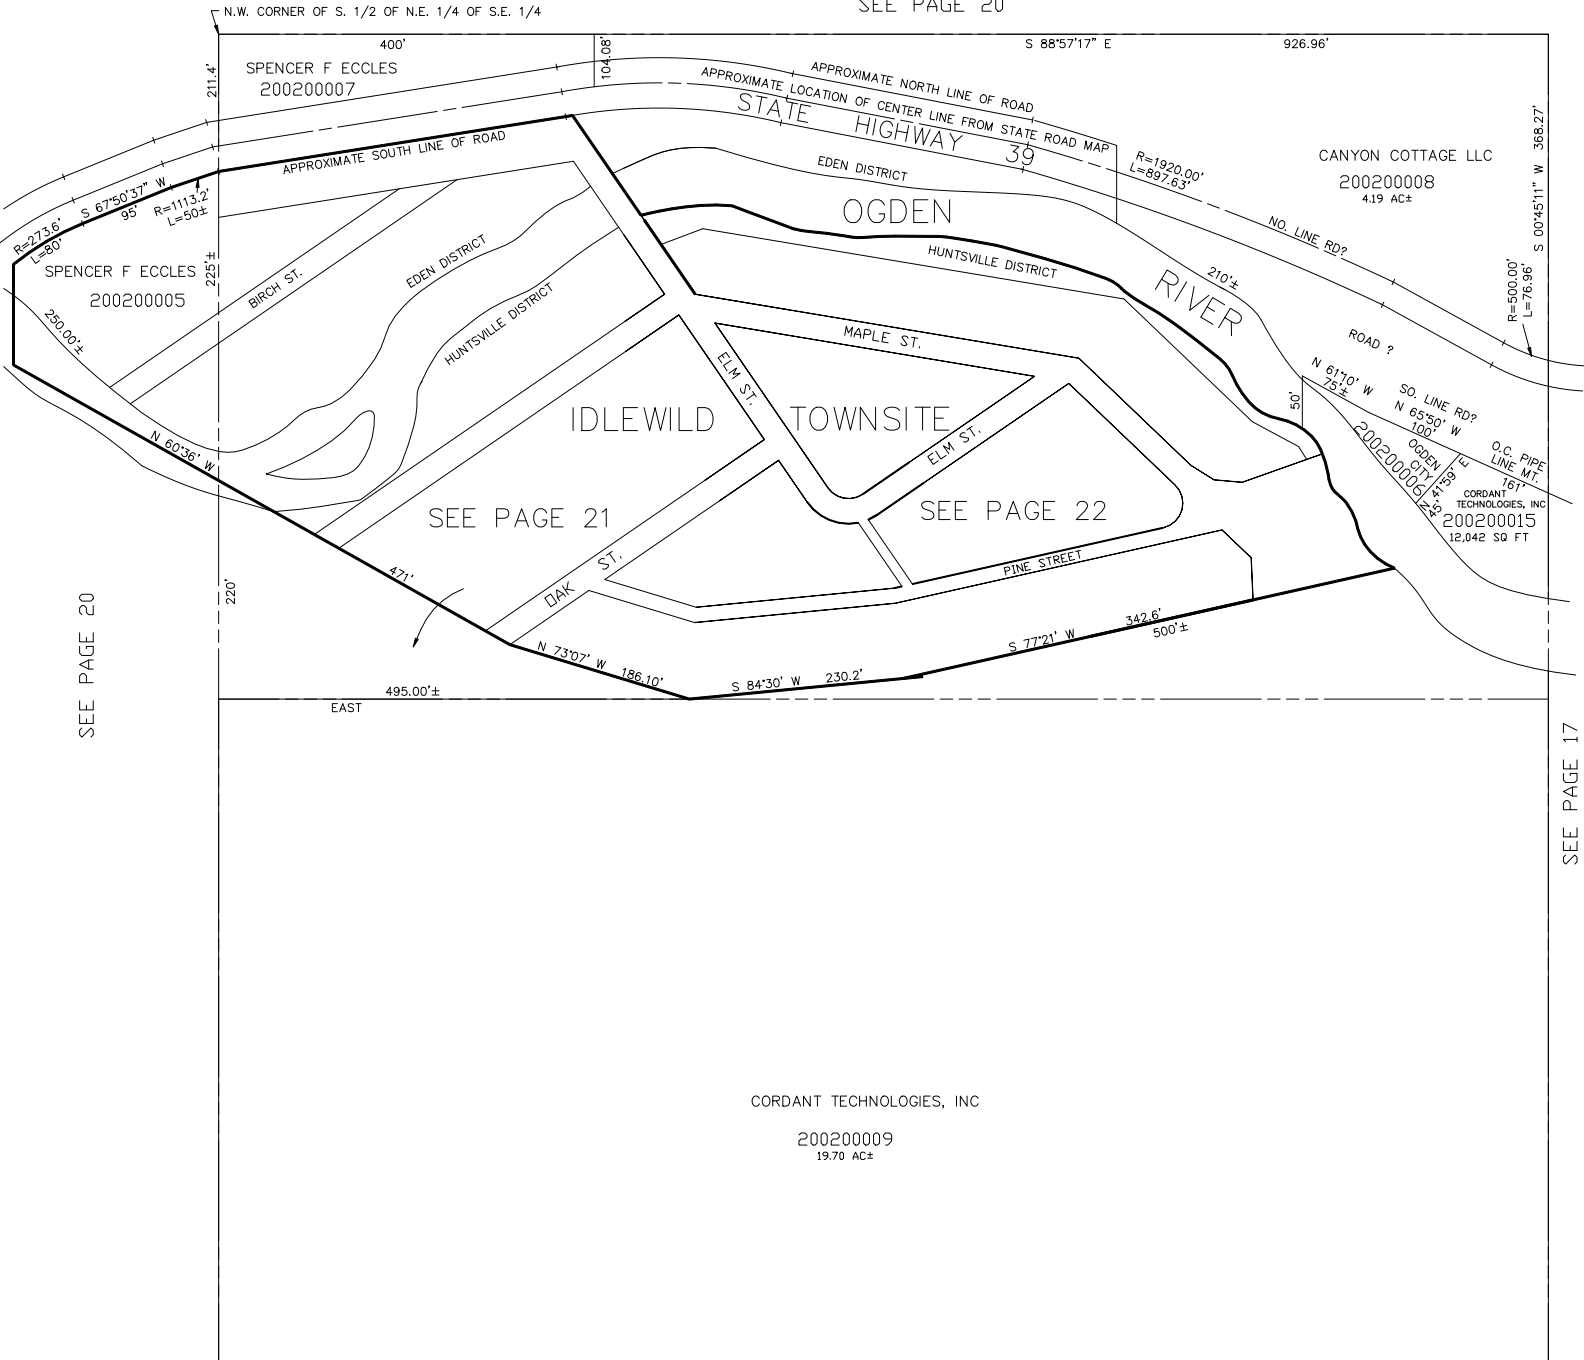 SEE PAGE 20
N.W. CORNER OF S. 1/2 OF N.E. 1/4 OF S.E. 1/4
400'
104.08'
S 88°57'17" E
926.96'
211.4'
SPENCER F ECCLES
200200007
APPROXIMATE NORTH LINE OF ROAD
APPROXIMATE LOCATION OF CENTER LINE FROM STATE ROAD MAP
STATE HIGHWAY 39
APPROXIMATE SOUTH LINE OF ROAD
R=1920.00'
L=897.63'
CANYON COTTAGE LLC
200200008
4.19 AC±
S 00°45'11" W 368.27'
EDEN DISTRICT
OGDEN
RIVER
NO. LINE RD?
S 67°50'37" W
95'
R=1113.2'
L=50±
R=273.6'
L=80'
SPENCER F ECCLES
200200005
225'±
BIRCH ST.
EDEN DISTRICT
HUNTSVILLE DISTRICT
HUNTSVILLE DISTRICT
210'±
R=500.00'
L=76.96'
250.00'±
MAPLE ST.
ELM ST.
ROAD ?
N 61°10' W
75'±
50'
SO. LINE RD?
N 65°50' W
100'
O.C. PIPE
LINE MT.
161'
IDLEWILD TOWNSITE
ELM ST.
N 60°36' W
200200006
OGDEN
CITY
N 41°59' E
45'
CORDANT
TECHNOLOGIES, INC
200200015
12,042 SQ FT
SEE PAGE 21
SEE PAGE 22
OAK ST.
PINE STREET
471'
220'
SEE PAGE 20
N 73°07' W
186.10'
S 84°30' W
230.2'
S 77°21' W
342.6'
500'±
495.00'±
EAST
SEE PAGE 17
CORDANT TECHNOLOGIES, INC
200200009
19.70 AC±